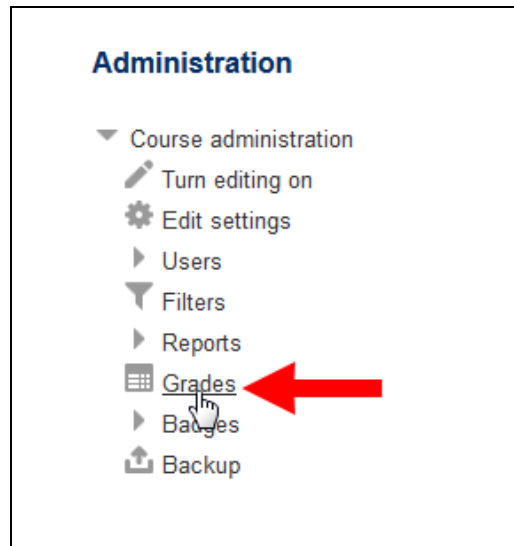 Administration
Course administration
Turn editing on
Edit settings
Users
Filters
Reports
Grades
Badges
Backup